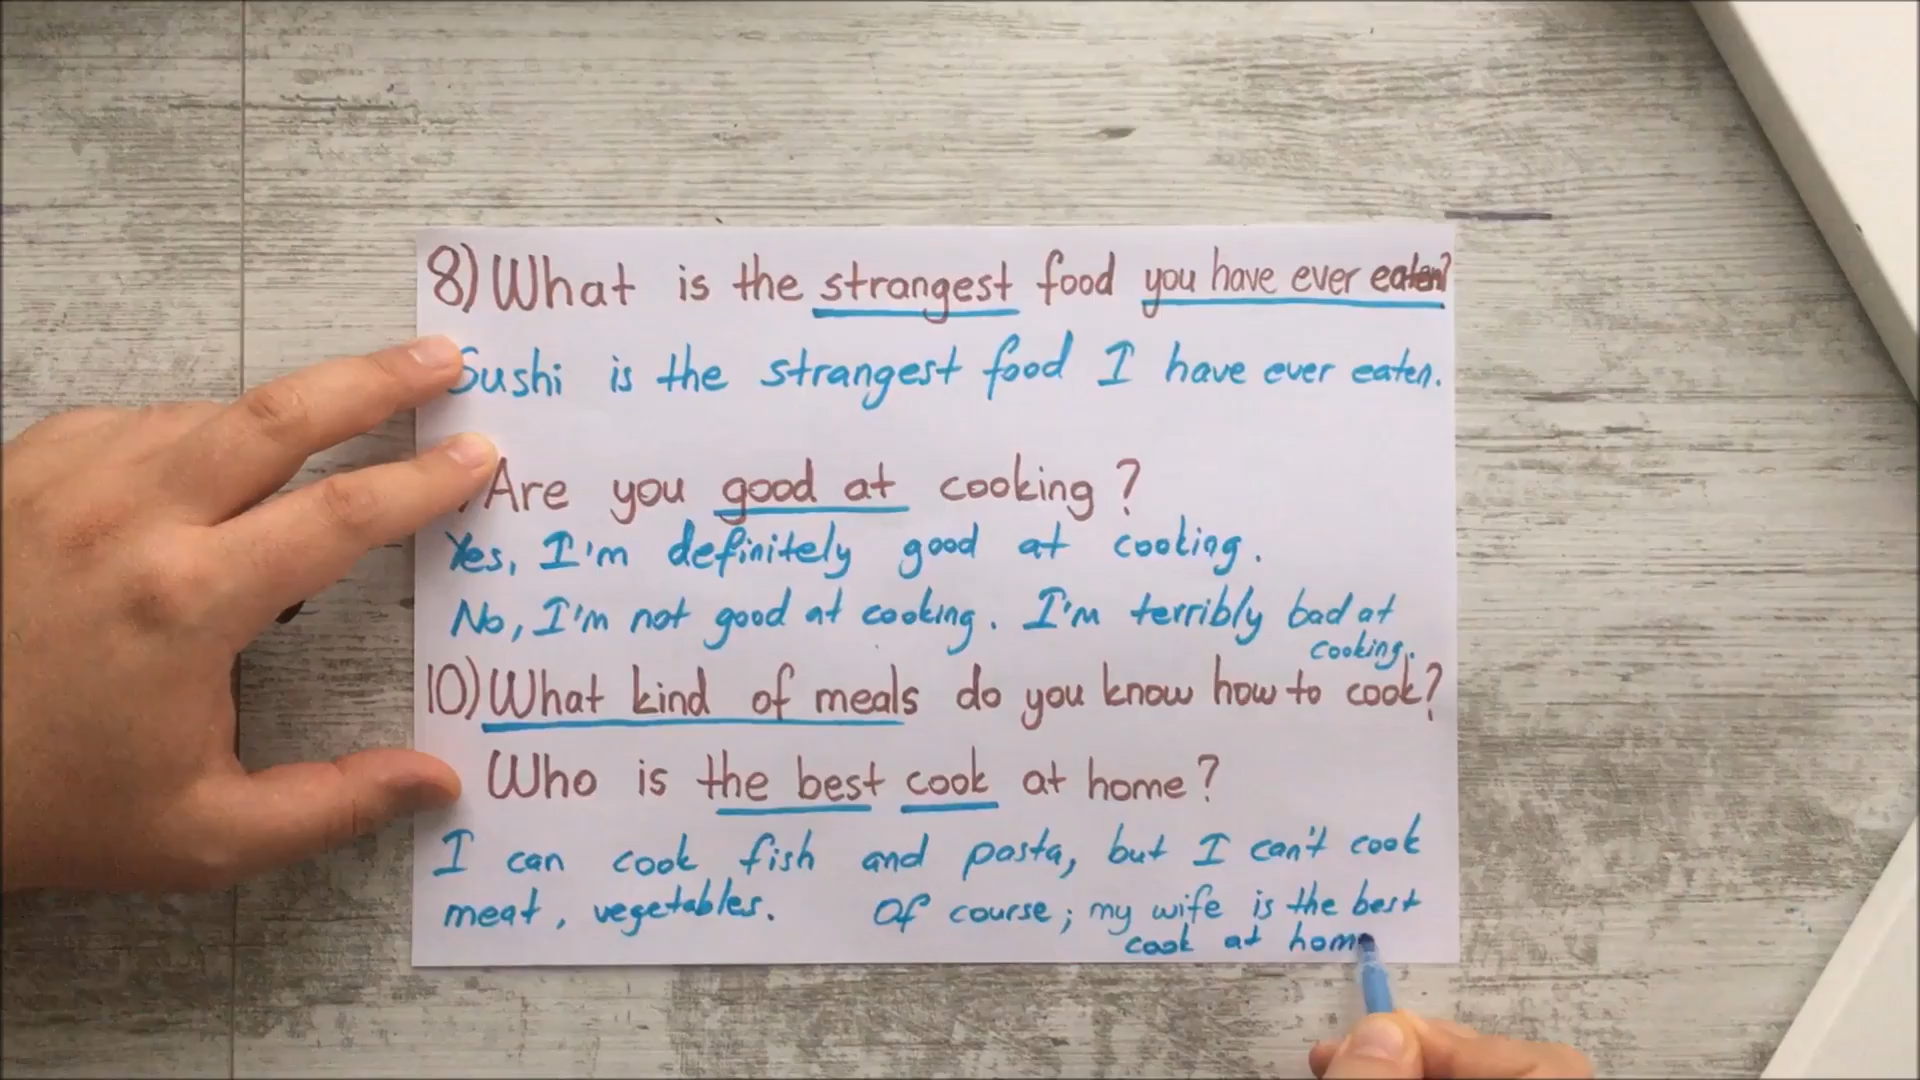 8) What is the strangest food you have ever eaten?
Sushi is the strangest food I have ever eaten.
Are you good at cooking?
Yes, I'm definitely good at cooking.
No, I'm not good at cooking. I'm terribly bad at
cooking.
10) What kind of meals do you know how to cook?
Who is the best cook at home?
I can cook fish and pasta, but I can't cook
meat, vegetables. Of course; my wife is the best
cook at hom